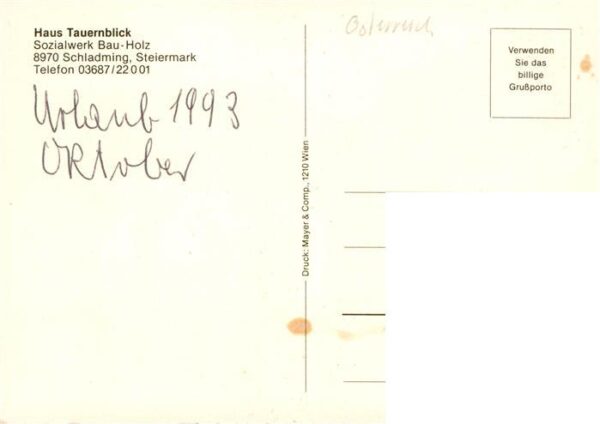 Haus Tauernblick
Sozialwerk Bau-Holz
8970 Schladming, Steiermark
Telefon 03687/22001
Urlaub 1993
Oktober
Druck: Mayer & Comp., 1210 Wien
Österreich
Verwenden
Sie das
billige
Grußporto